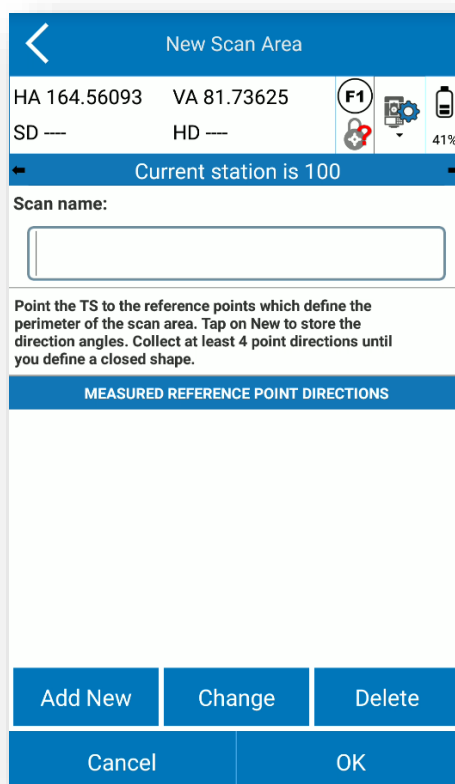 New Scan Area
HA 164.56093 VA 81.73625
F1
SD ---- HD ----
?
41%
Current station is 100
Scan name:
Point the TS to the reference points which define the
perimeter of the scan area. Tap on New to store the
direction angles. Collect at least 4 point directions until
you define a closed shape.
MEASURED REFERENCE POINT DIRECTIONS
Add New Change Delete
Cancel OK